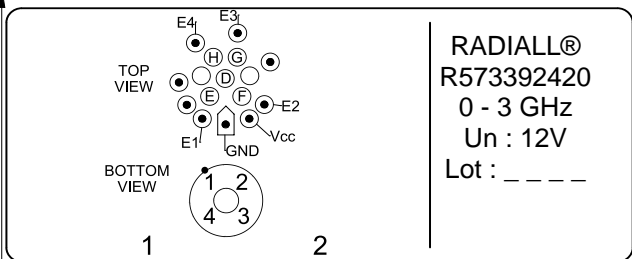 E4 E3
TOP VIEW
H G
D
E F
E2
E1 GND Vcc
BOTTOM VIEW
1 2
4 3
1 2
RADIALL®
R573392420
0 - 3 GHz
Un : 12V
Lot : _ _ _ _